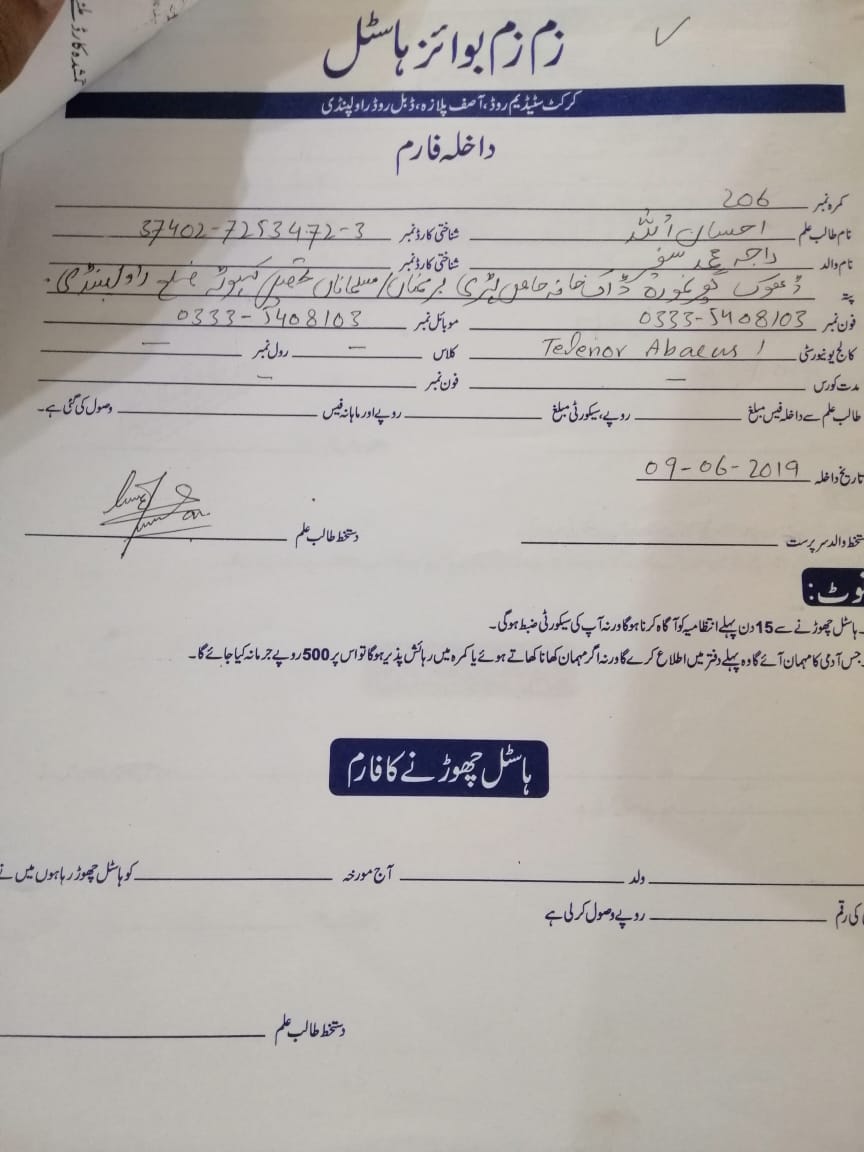 زم زم بوائز ہاسٹل
کرکٹ سٹیڈیم روڈ، آصف پلازہ، ڈبل روڈ راولپنڈی
داخلہ فارم
کمرہ نمبر 206
نام طالب علم احسان اللہ شناختی کارڈ نمبر 37402-7253472-3
نام والد راجہ محمد شناختی کارڈ نمبر
پتہ ڈھوک ڈاک خانہ خاص تحصیل کہوٹہ ضلع راولپنڈی
فون نمبر 0333-5408103 موبائل نمبر 0333-5408103
کالج یونیورسٹی Telenor Abacus 1 کلاس – رول نمبر –
مدت کورس – فون نمبر –
طالب علم سے داخلہ فیس مبلغ روپے، سیکورٹی مبلغ روپے اور ماہانہ فیس وصول کی گئی ہے۔
تاریخ داخلہ 09-06-2019
دستخط والد سرپرست دستخط طالب علم
نوٹ:
ہاسٹل چھوڑنے سے 15 دن پہلے انتظامیہ کو آگاہ کرنا ہوگا ورنہ آپ کی سیکورٹی ضبط ہوگی۔
جس آدمی کا مہمان آئے گا وہ پہلے دفتر میں اطلاع کرے گا ورنہ اگر مہمان کھانا کھاتے ہوئے یا کمرہ میں رہائش پذیر ہوگا تو اس پر 500 روپے جرمانہ کیا جائے گا۔
ہاسٹل چھوڑنے کا فارم
ولد آج مورخہ کو ہاسٹل چھوڑ رہا ہوں میں نے
کی رقم روپے وصول کر لی ہے
دستخط طالب علم